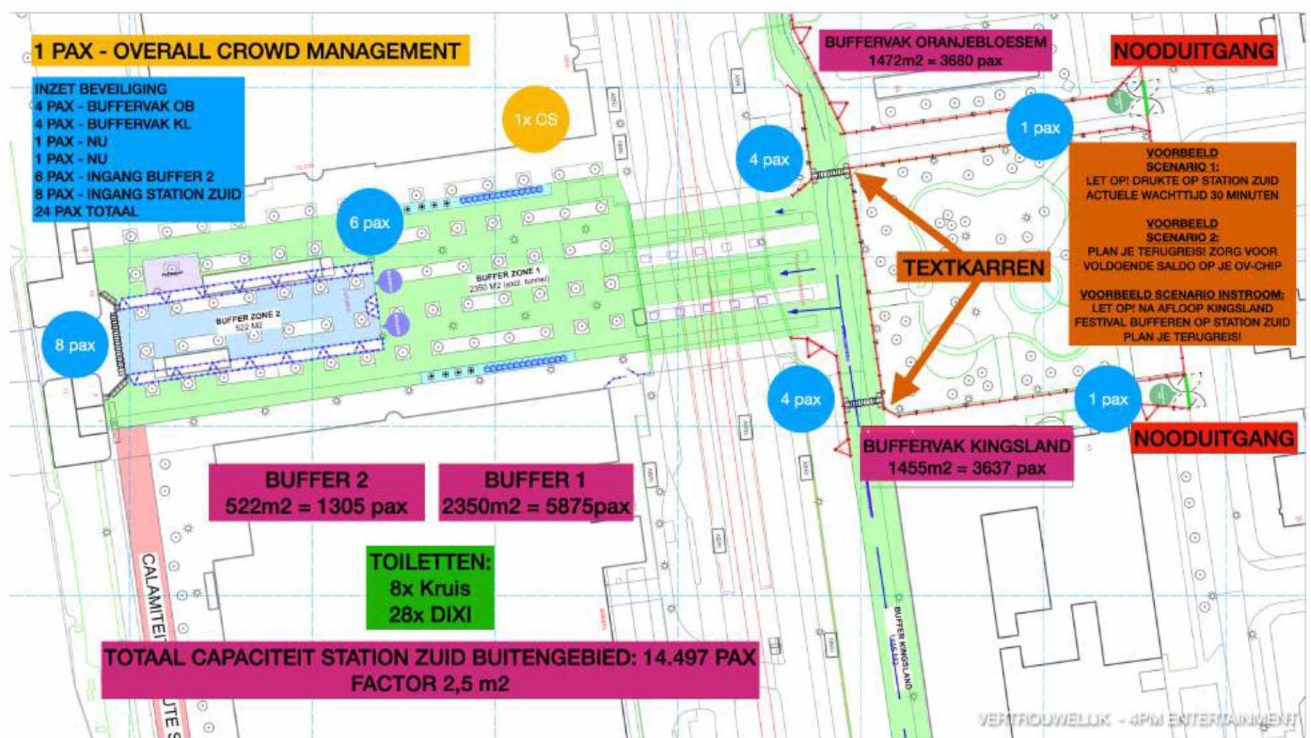 1 PAX - OVERALL CROWD MANAGEMENT
INZET BEVEILIGING
4 PAX - BUFFERVAK OB
4 PAX - BUFFERVAK KL
1 PAX - NU
1 PAX - NU
6 PAX - INGANG BUFFER 2
8 PAX - INGANG STATION ZUID
24 PAX TOTAAL
1x CS
BUFFERVAK ORANJEBLOESEM
1472m2 = 3680 pax
NOODUITGANG
4 pax
1 pax
VOORBEELD
SCENARIO 1:
LET OP! DRUKTE OP STATION ZUID
ACTUELE WACHTTIJD 30 MINUTEN
VOORBEELD
SCENARIO 2:
PLAN JE TERUGREIS! ZORG VOOR
VOLDOENDE SALDO OP JE OV-CHIP
VOORBEELD SCENARIO INSTROOM:
LET OP! NA AFLOOP KINGSLAND
FESTIVAL BUFFEREN OP STATION ZUID
PLAN JE TERUGREIS!
TEXTKARREN
6 pax
BUFFER ZONE 1
2350 M2 (excl. tunnel)
BUFFER ZONE 2
522 M2
8 pax
4 pax
1 pax
NOODUITGANG
BUFFERVAK KINGSLAND
1455m2 = 3637 pax
BUFFER 2
522m2 = 1305 pax
BUFFER 1
2350m2 = 5875pax
TOILETTEN:
8x Kruis
28x DIXI
CALAMITEIT
UTE S
BUFFER KINGSLAND
TOTAAL CAPACITEIT STATION ZUID BUITENGEBIED: 14.497 PAX
FACTOR 2,5 m2
VERTROUWELIJK - 4PM ENTERTAINMENT